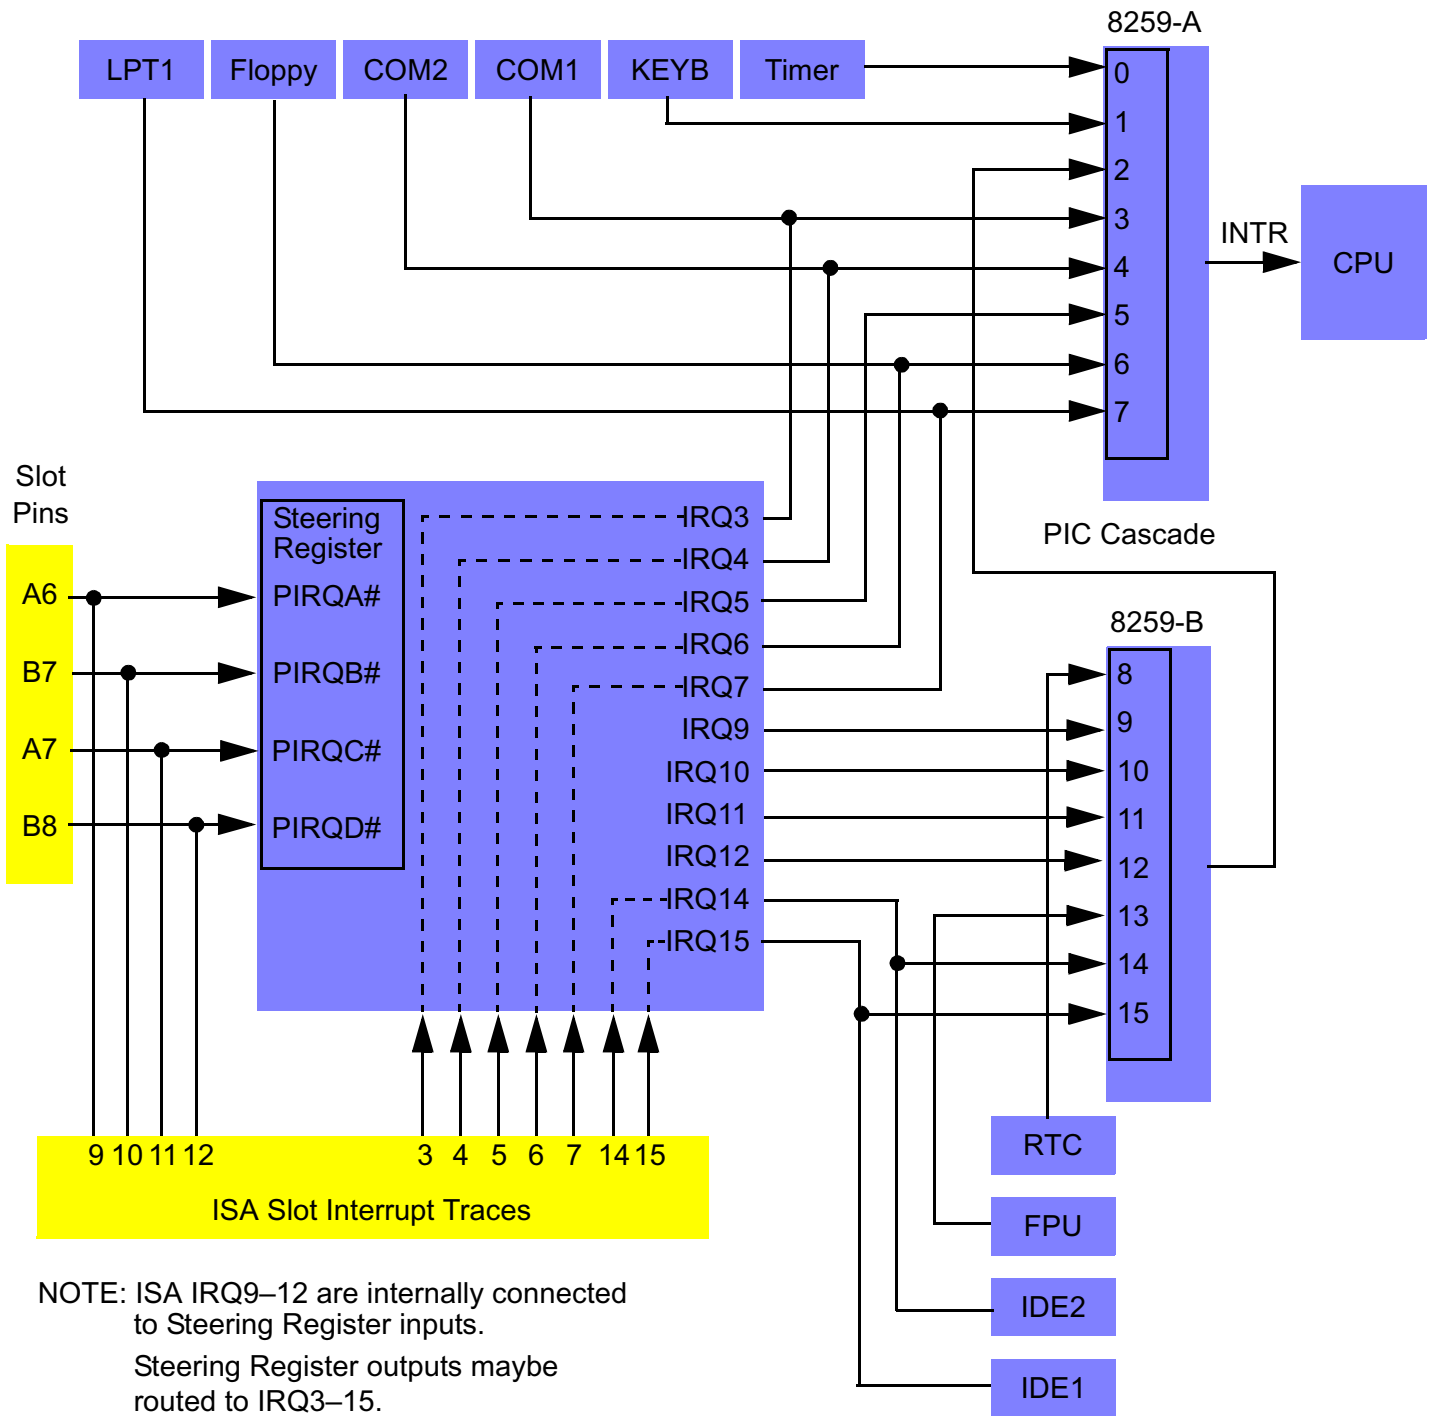 8259-A
LPT1
Floppy
COM2
COM1
KEYB
Timer
0
1
2
3
4
5
6
7
INTR
CPU
Slot
Pins
A6
B7
A7
B8
Steering
Register
PIRQA#
PIRQB#
PIRQC#
PIRQD#
IRQ3
IRQ4
IRQ5
IRQ6
IRQ7
IRQ9
IRQ10
IRQ11
IRQ12
IRQ14
IRQ15
PIC Cascade
8259-B
8
9
10
11
12
13
14
15
RTC
FPU
IDE2
IDE1
9 10 11 12 3 4 5 6 7 14 15
ISA Slot Interrupt Traces
NOTE: ISA IRQ9–12 are internally connected
to Steering Register inputs.
Steering Register outputs maybe
routed to IRQ3–15.